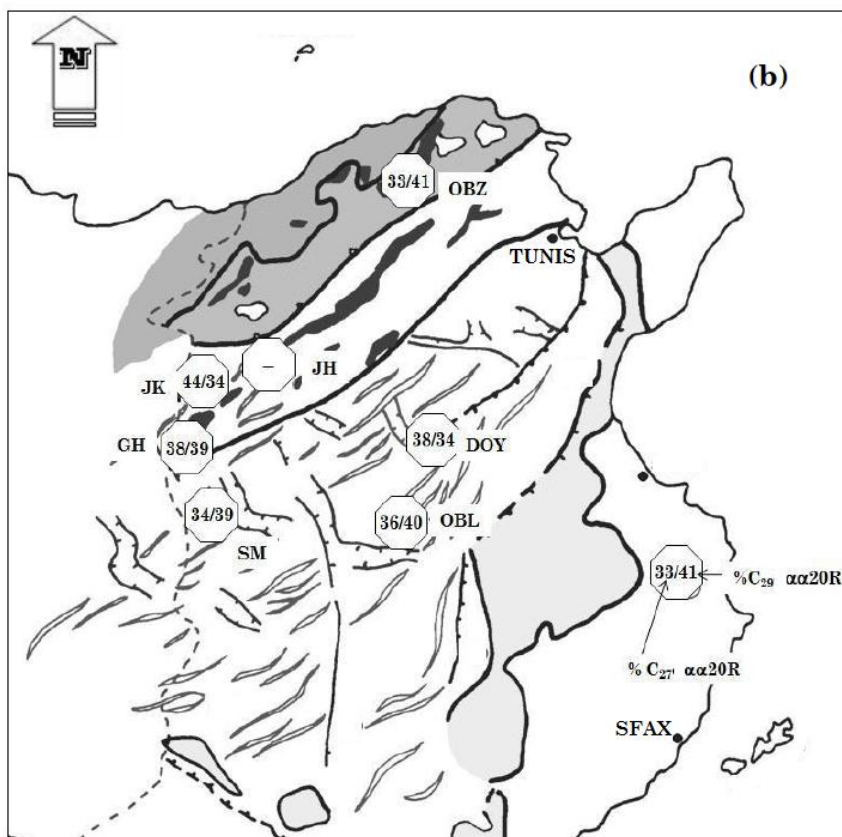 N
(b)
33/41
OBZ
TUNIS
–
JH
JK
44/34
GH
38/39
38/34
DOY
34/39
SM
36/40
OBL
33/41
%C₂₉ αα20R
% C₂₇ αα20R
SFAX